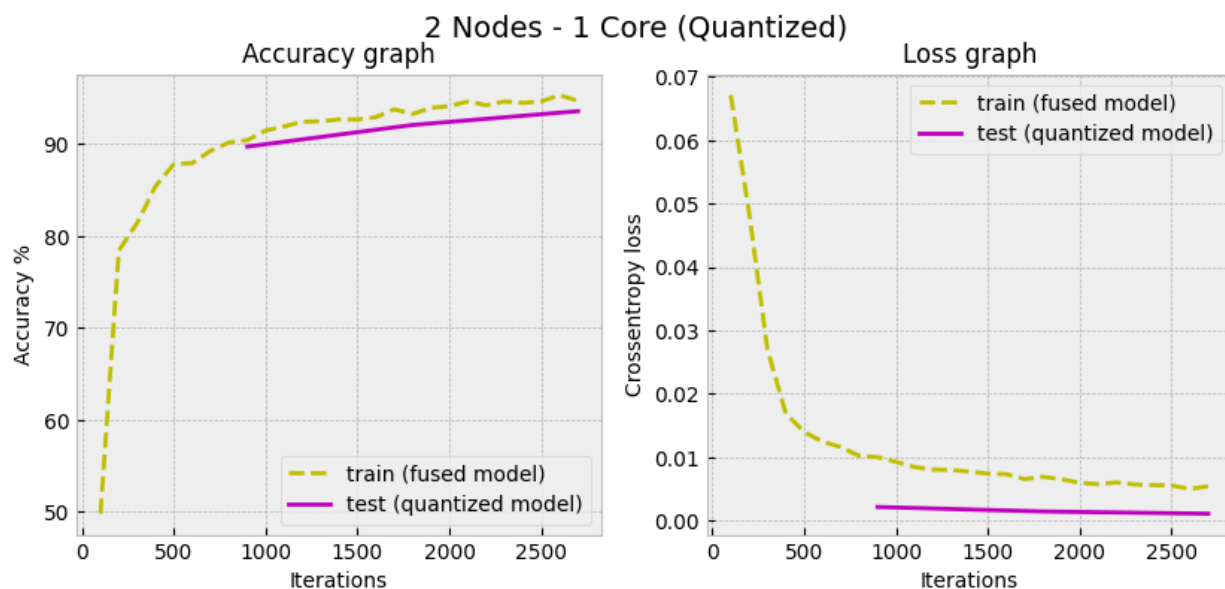 2 Nodes - 1 Core (Quantized)
Accuracy graph
Accuracy %
90
80
70
60
50
train (fused model)
test (quantized model)
0 500 1000 1500 2000 2500
Iterations
Loss graph
Crossentropy loss
0.07
0.06
0.05
0.04
0.03
0.02
0.01
0.00
train (fused model)
test (quantized model)
0 500 1000 1500 2000 2500
Iterations